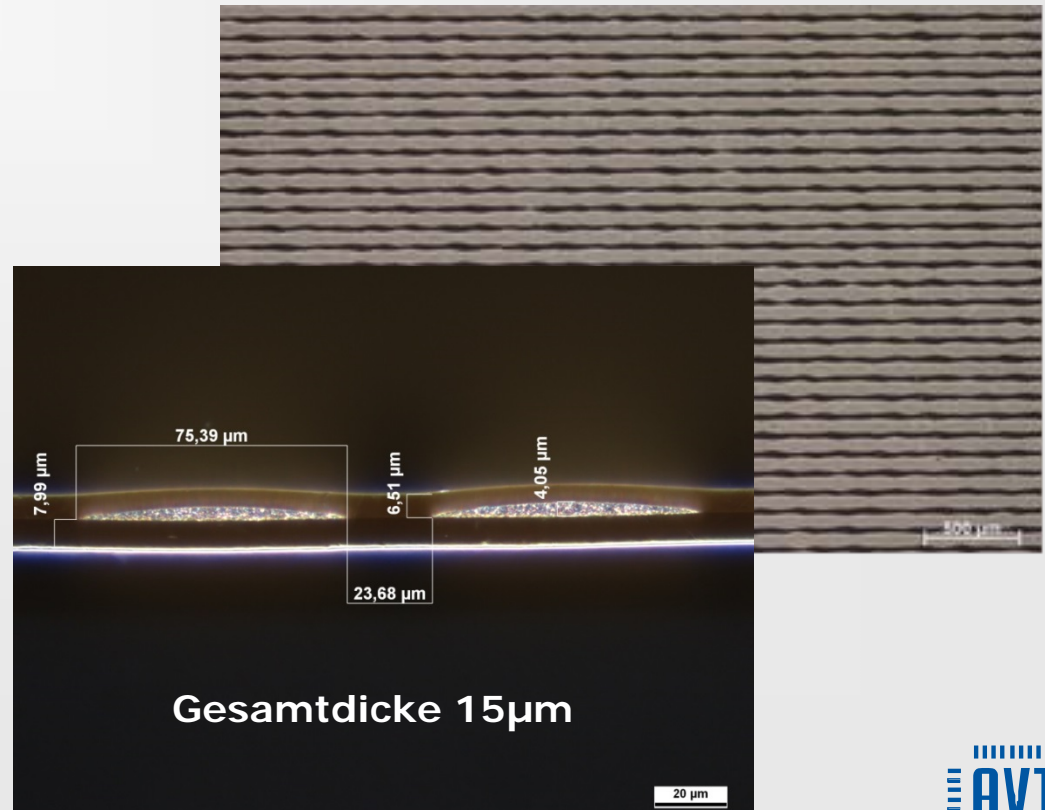 500 µm
75,39 µm
7,99 µm
6,51 µm
4,05 µm
23,68 µm
Gesamtdicke 15µm
20 µm
AVT